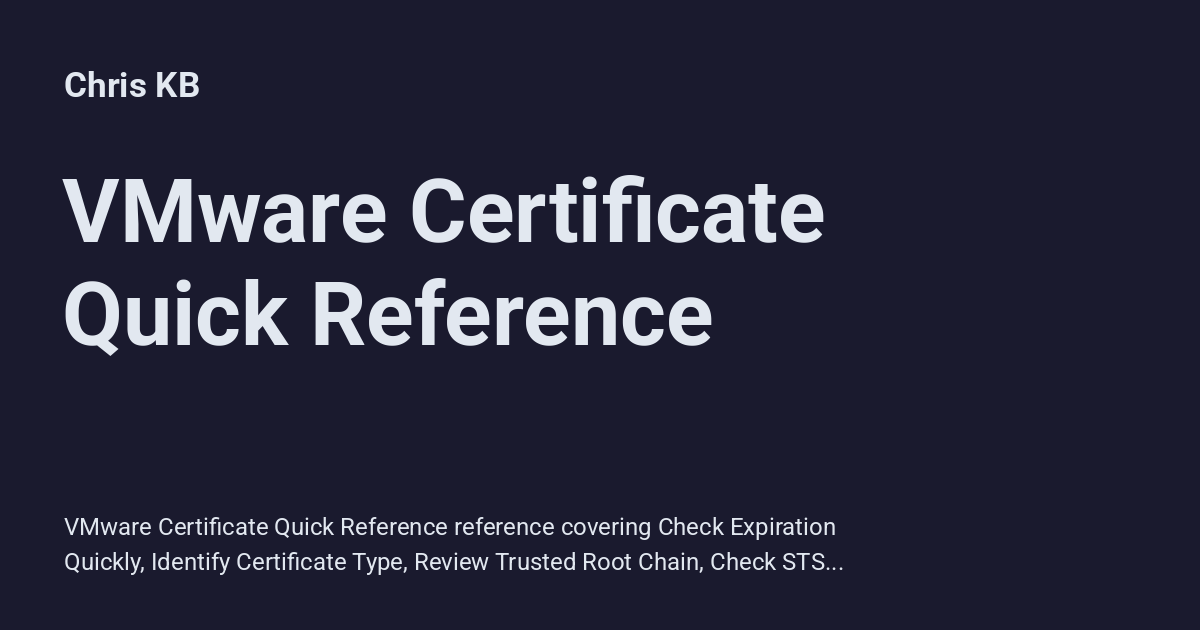 Chris KB
VMware Certificate
Quick Reference
VMware Certificate Quick Reference reference covering Check Expiration
Quickly, Identify Certificate Type, Review Trusted Root Chain, Check STS...